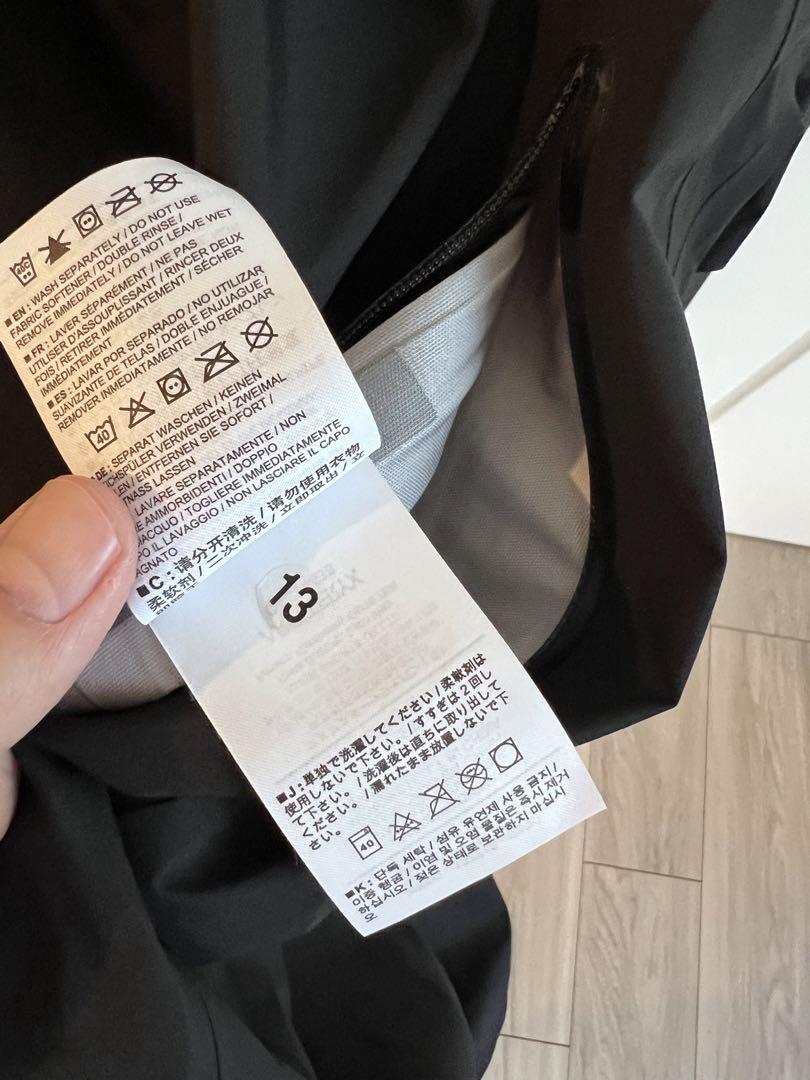 40C
■EN: WASH SEPARATELY / DO NOT USE
FABRIC SOFTENER / DOUBLE RINSE /
REMOVE IMMEDIATELY / DO NOT LEAVE WET
■FR: LAVER SÉPARÉMENT / NE PAS
UTILISER D'ASSOUPLISSANT / RINCER DEUX
FOIS / RETIRER IMMÉDIATEMENT / SÉCHER
IMMÉDIATEMENT
■ES: LAVAR POR SEPARADO / NO UTILIZAR
SUAVIZANTE DE TELAS / DOBLE ENJUAGUE /
REMOVER INMEDIATAMENTE / NO REMOJAR
40
DE: SEPARAT WASCHEN / KEINEN
CHSPÜLER VERWENDEN / ZWEIMAL
LEN / ENTFERNEN SIE SOFORT /
TNASS LASSEN
LAVARE SEPARATAMENTE / NON
RE AMMORBIDENTI / DOPPIO
IACQUO / TOGLIERE IMMEDIATAMENTE
PO IL LAVAGGIO / NON LASCIARE IL CAPO
AGNATO
■C:请分开清洗/请勿使用衣物
柔软剂/二次冲洗/立即取出/立
13
■J:単独で洗濯してください/柔軟剤は
使用しないで下さい。/すすぎは2回し
て下さい。/洗濯後は直ちに取り出して
ください。/濡れたまま放置しないで下
さい。
40
■K: 단독 세탁 / 섬유 유연제 사용 금지 /
이중 헹굼 / 이염 및 오염 물질은 즉시 제거
하십시오 / 젖은 상태로 보관하지 마십시
오